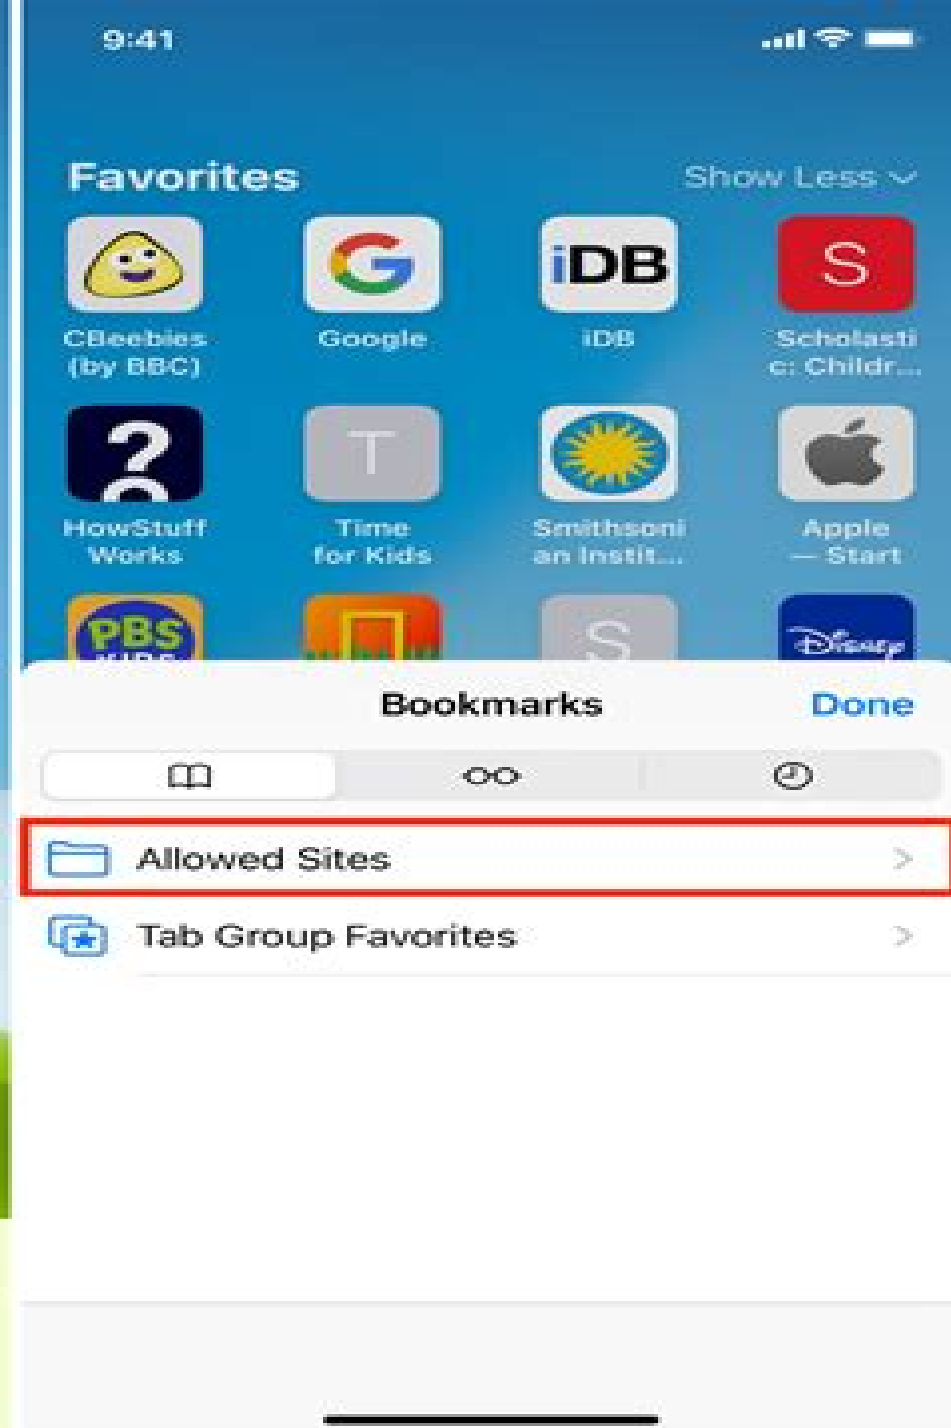 9:41
Favorites
Show Less
G
iDB
S
CBeebies
(by BBC)
Google
iDB
Scholasti
c: Childr...
?
T
HowStuff
Works
Time
for Kids
Smithsoni
an Instit...
Apple
— Start
PBS
KIDS
S
Disney
Bookmarks
Done
Allowed Sites
Tab Group Favorites